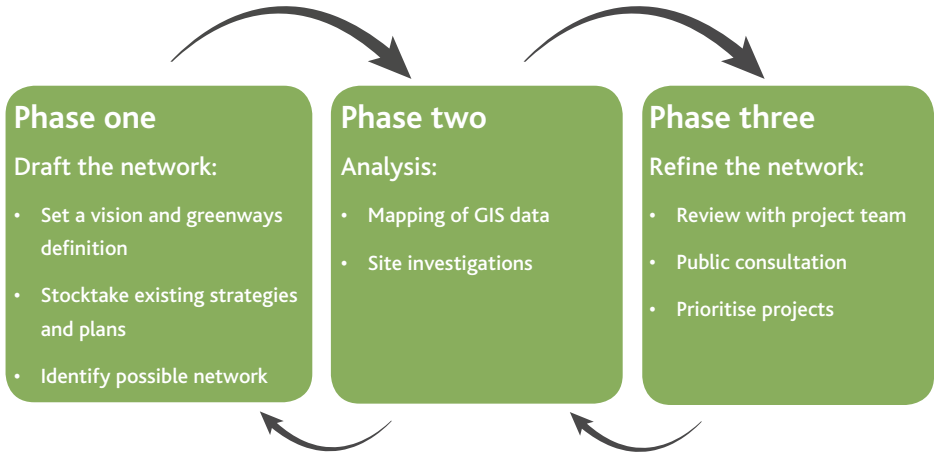 Phase one
Draft the network:
• Set a vision and greenways
definition
• Stocktake existing strategies
and plans
• Identify possible network
Phase two
Analysis:
• Mapping of GIS data
• Site investigations
Phase three
Refine the network:
• Review with project team
• Public consultation
• Prioritise projects